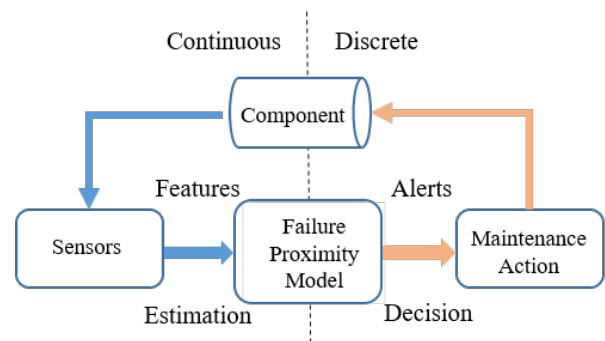 Continuous
Discrete
Component
Features
Alerts
Sensors
Failure
Proximity
Model
Maintenance
Action
Estimation
Decision